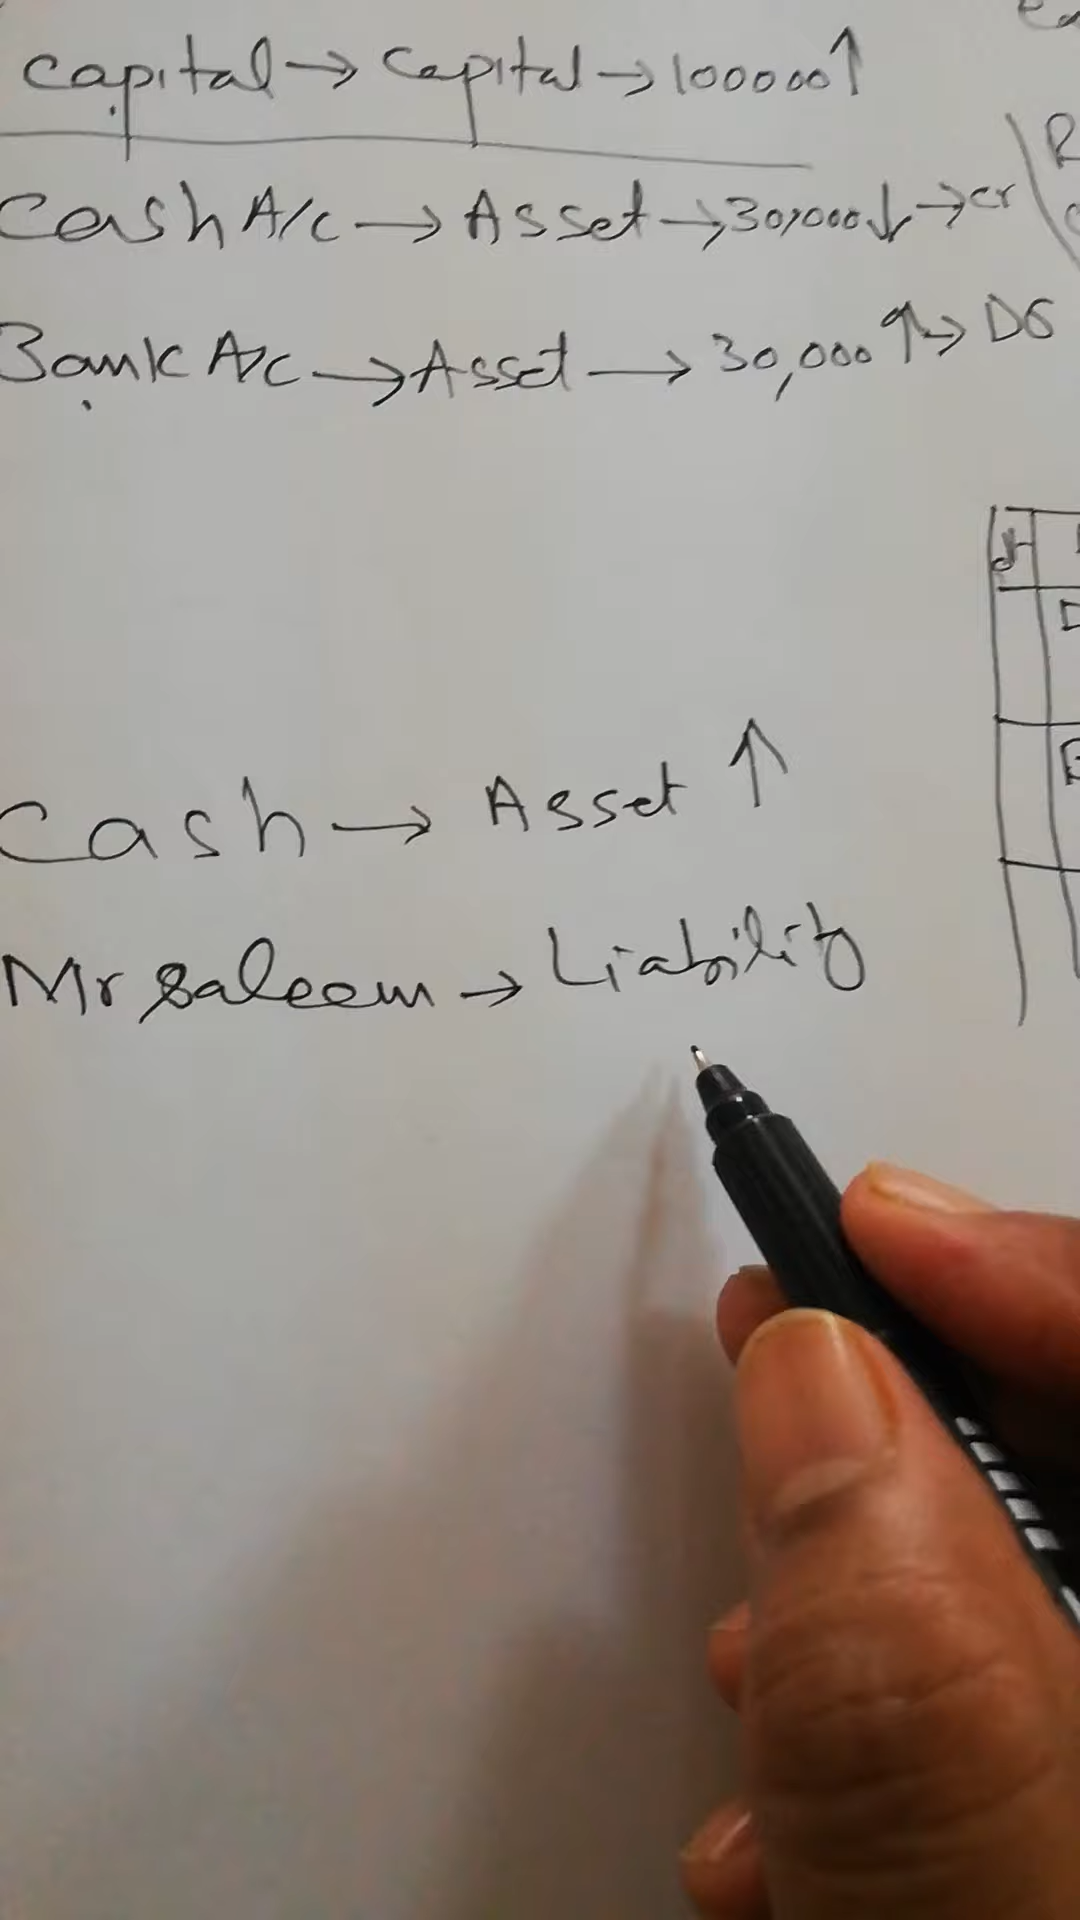 capital → capital → 100000 ↑
Cash A/c → Asset → 30,000 ↓ → cr
Bank A/c → Asset → 30,000 ↑ → Dr
Cash → Asset ↑
Mr saleem → Liability